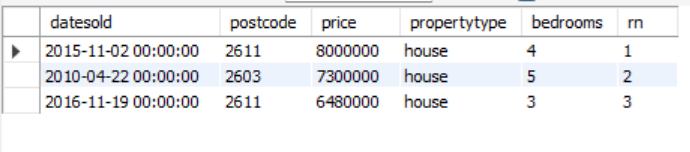 datesold postcode price propertytype bedrooms rn
2015-11-02 00:00:00 2611 8000000 house 4 1
2010-04-22 00:00:00 2603 7300000 house 5 2
2016-11-19 00:00:00 2611 6480000 house 3 3